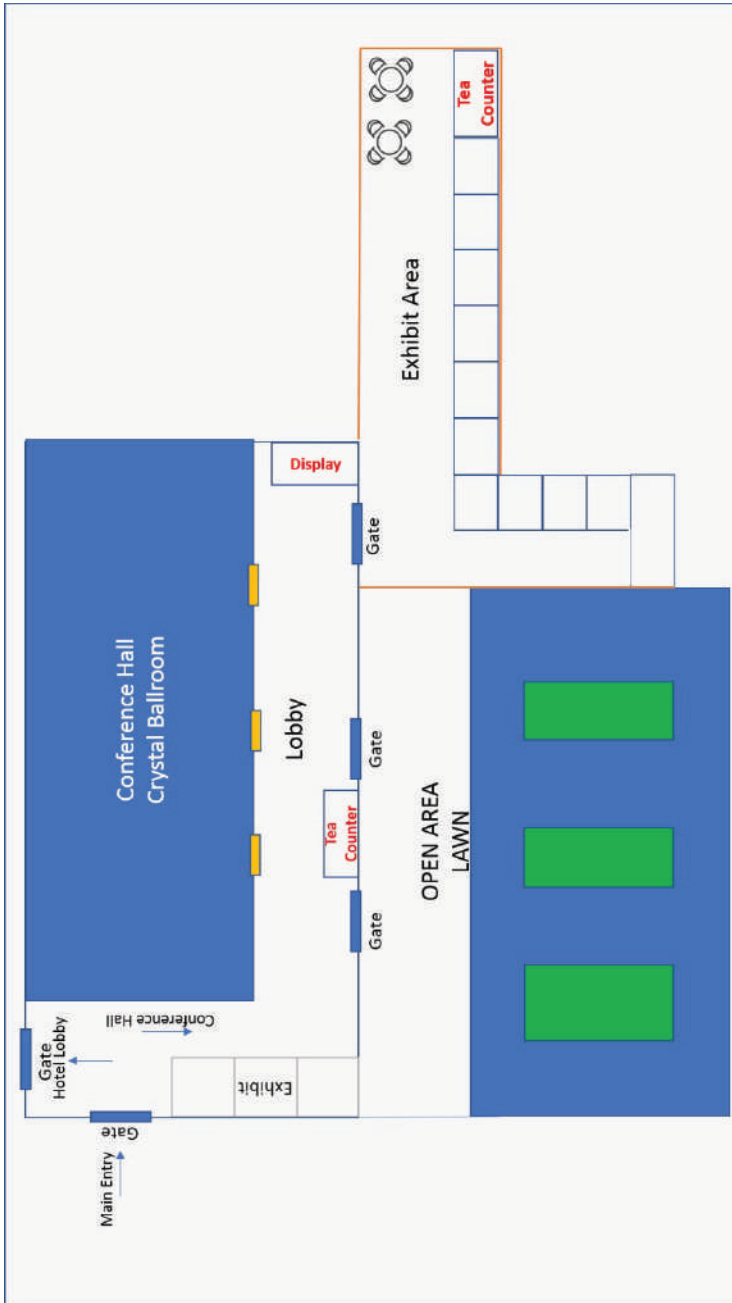 Tea
Counter
Exhibit Area
Display
Gate
Conference Hall
Crystal Ballroom
Lobby
Gate
Tea
Counter
OPEN AREA
LAWN
Gate
Conference Hall
Gate
Hotel Lobby
Exhibit
Gate
Main Entry